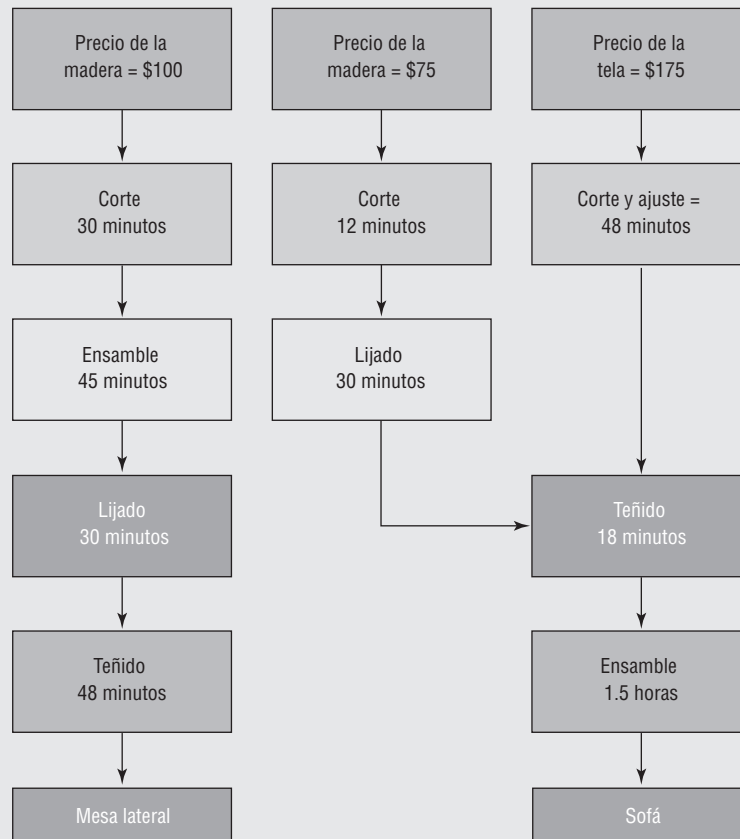 Precio de la
madera = $100
Precio de la
madera = $75
Precio de la
tela = $175
Corte
30 minutos
Corte
12 minutos
Corte y ajuste =
48 minutos
Ensamble
45 minutos
Lijado
30 minutos
Lijado
30 minutos
Teñido
18 minutos
Teñido
48 minutos
Ensamble
1.5 horas
Mesa lateral
Sofá